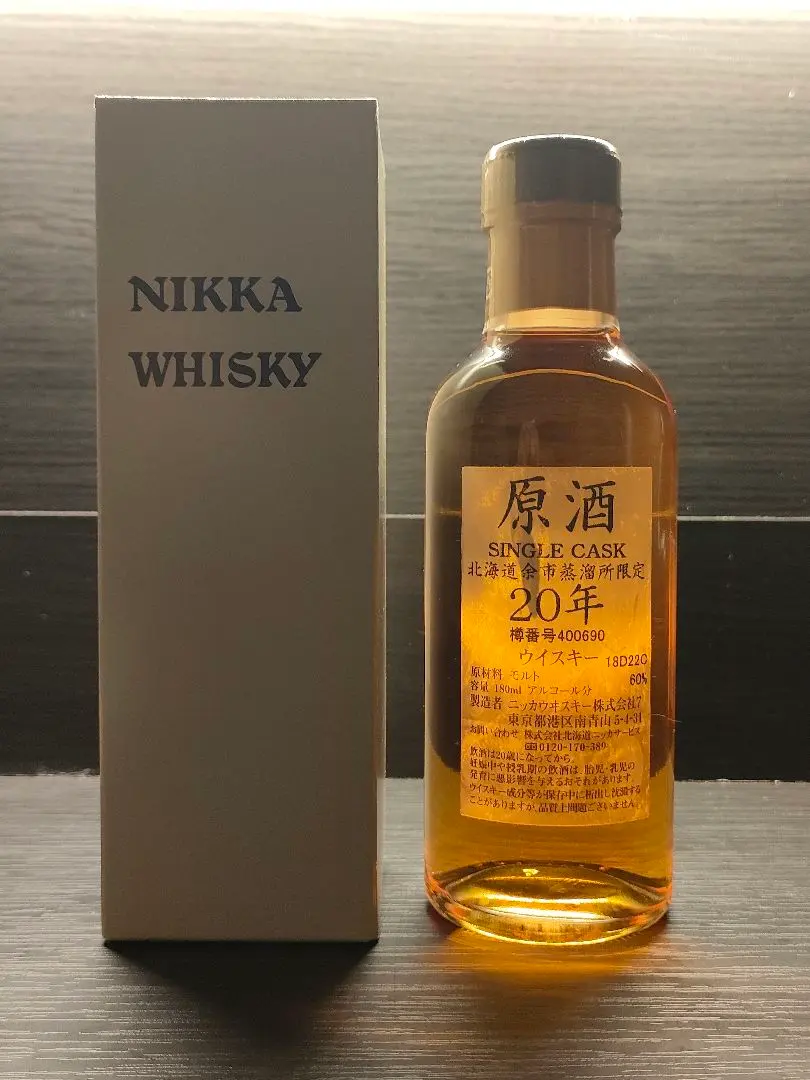 NIKKA
WHISKY
原酒
SINGLE CASK
北海道余市蒸溜所限定
20年
樽番号400690
ウイスキー 18D22C
原材料 モルト 60%
容量 180ml アルコール分
製造者 ニッカウヰスキー株式会社7
東京都港区南青山5-4-31
お問い合わせ 株式会社北海道ニッカサービス
0120-170-389
飲酒は20歳になってから。
妊娠中や授乳期の飲酒は、胎児・乳児の
発育に悪影響を与えるおそれがあります。
ウイスキー成分等が保存中に析出し沈澱する
ことがありますが、品質上問題ございません。